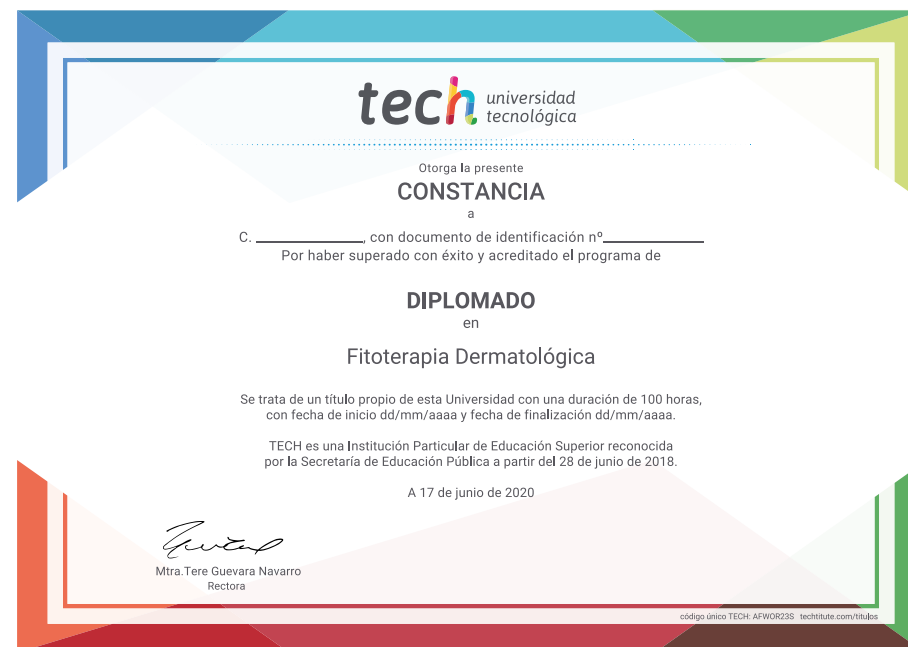 tech universidad
tecnológica
Otorga la presente
CONSTANCIA
a
C. ______________, con documento de identificación nº_____________
Por haber superado con éxito y acreditado el programa de
DIPLOMADO
en
Fitoterapia Dermatológica
Se trata de un título propio de esta Universidad con una duración de 100 horas,
con fecha de inicio dd/mm/aaaa y fecha de finalización dd/mm/aaaa.
TECH es una Institución Particular de Educación Superior reconocida
por la Secretaría de Educación Pública a partir del 28 de junio de 2018.
A 17 de junio de 2020
Mtra.Tere Guevara Navarro
Rectora
código único TECH: AFWOR23S techtitute.com/titulos